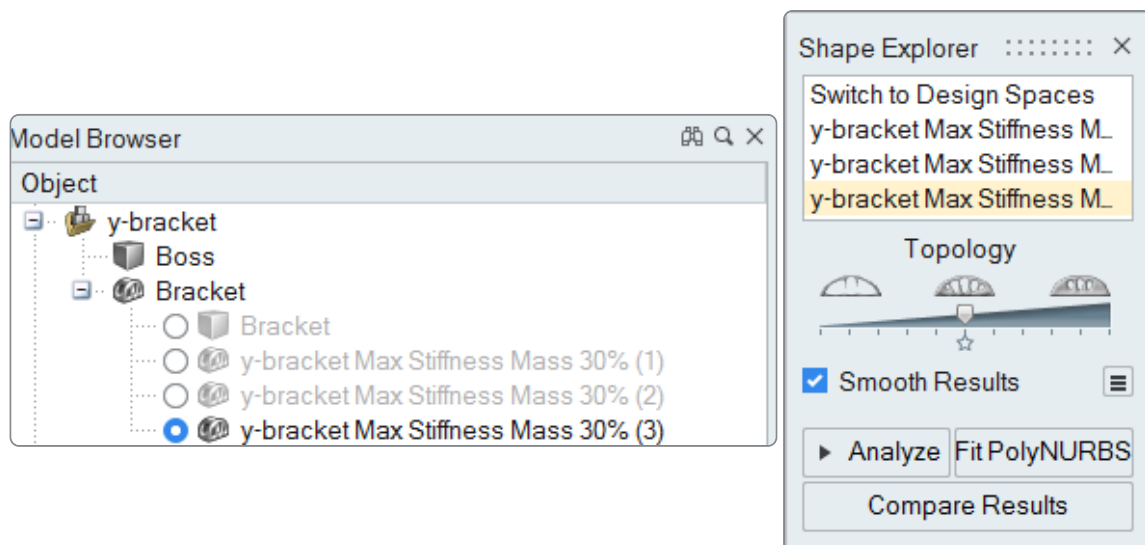 Model Browser
Object
y-bracket
Boss
Bracket
Bracket
y-bracket Max Stiffness Mass 30% (1)
y-bracket Max Stiffness Mass 30% (2)
y-bracket Max Stiffness Mass 30% (3)
Shape Explorer
Switch to Design Spaces
y-bracket Max Stiffness M...
y-bracket Max Stiffness M...
y-bracket Max Stiffness M...
Topology
Smooth Results
Analyze
Fit PolyNURBS
Compare Results